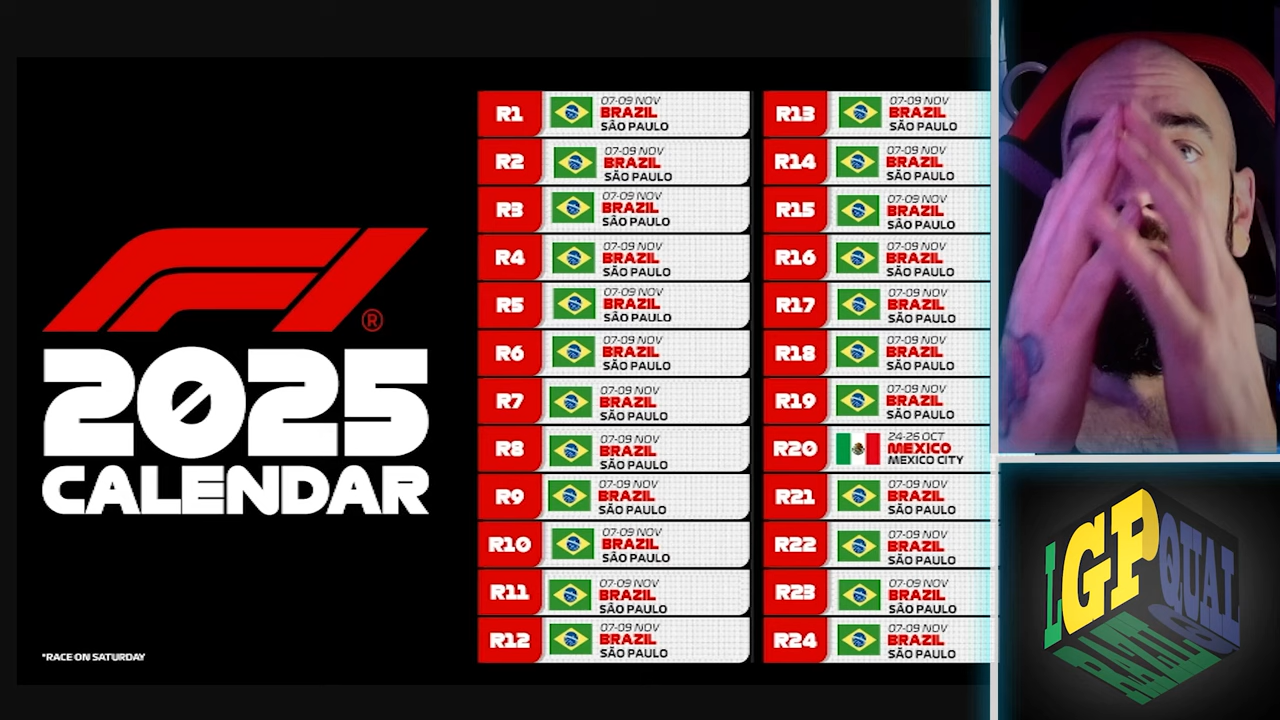 F1®
2025
CALENDAR
*RACE ON SATURDAY
R1
07-09 NOV
BRAZIL
SÃO PAULO
R2
07-09 NOV
BRAZIL
SÃO PAULO
R3
07-09 NOV
BRAZIL
SÃO PAULO
R4
07-09 NOV
BRAZIL
SÃO PAULO
R5
07-09 NOV
BRAZIL
SÃO PAULO
R6
07-09 NOV
BRAZIL
SÃO PAULO
R7
07-09 NOV
BRAZIL
SÃO PAULO
R8
07-09 NOV
BRAZIL
SÃO PAULO
R9
07-09 NOV
BRAZIL
SÃO PAULO
R10
07-09 NOV
BRAZIL
SÃO PAULO
R11
07-09 NOV
BRAZIL
SÃO PAULO
R12
07-09 NOV
BRAZIL
SÃO PAULO
R13
07-09 NOV
BRAZIL
SÃO PAULO
R14
07-09 NOV
BRAZIL
SÃO PAULO
R15
07-09 NOV
BRAZIL
SÃO PAULO
R16
07-09 NOV
BRAZIL
SÃO PAULO
R17
07-09 NOV
BRAZIL
SÃO PAULO
R18
07-09 NOV
BRAZIL
SÃO PAULO
R19
07-09 NOV
BRAZIL
SÃO PAULO
R20
24-26 OCT
MEXICO
MEXICO CITY
R21
07-09 NOV
BRAZIL
SÃO PAULO
R22
07-09 NOV
BRAZIL
SÃO PAULO
R23
07-09 NOV
BRAZIL
SÃO PAULO
R24
07-09 NOV
BRAZIL
SÃO PAULO
LGP
QUAL